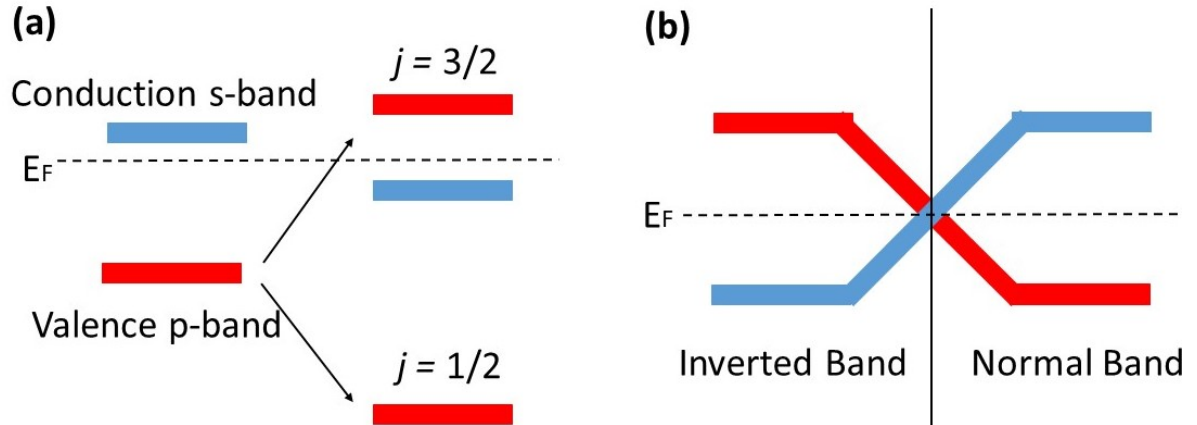 (a)
j = 3/2
Conduction s-band
EF
Valence p-band
j = 1/2
(b)
EF
Inverted Band
Normal Band